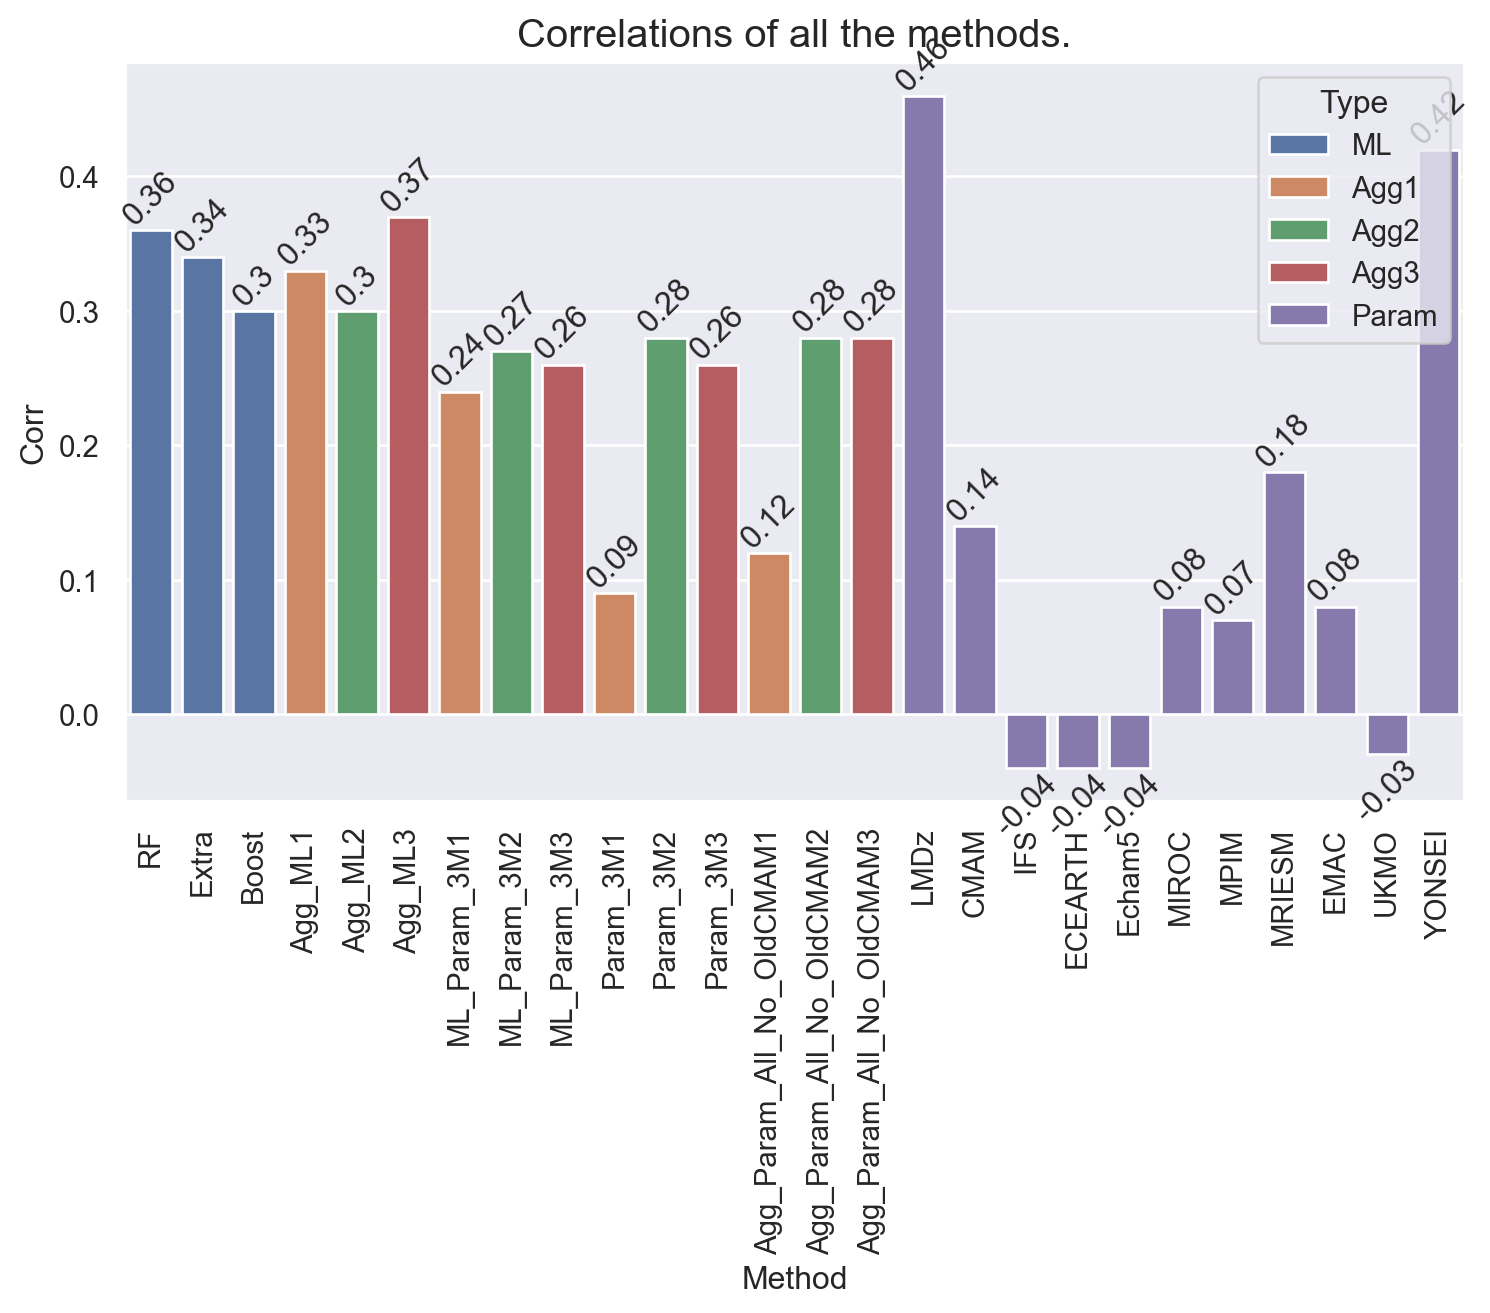 Correlations of all the methods.
Corr
0.4
0.3
0.2
0.1
0.0
0.36
0.34
0.3
0.33
0.3
0.37
0.24
0.27
0.26
0.09
0.28
0.26
0.12
0.28
0.28
0.46
0.14
-0.04
-0.04
-0.04
0.08
0.07
0.18
0.08
-0.03
0.42
Type
ML
Agg1
Agg2
Agg3
Param
RF
Extra
Boost
Agg_ML1
Agg_ML2
Agg_ML3
ML_Param_3M1
ML_Param_3M2
ML_Param_3M3
Param_3M1
Param_3M2
Param_3M3
Agg_Param_All_No_OldCMAM1
Agg_Param_All_No_OldCMAM2
Agg_Param_All_No_OldCMAM3
LMDz
CMAM
IFS
ECEARTH
Echam5
MIROC
MPIM
MRIESM
EMAC
UKMO
YONSEI
Method